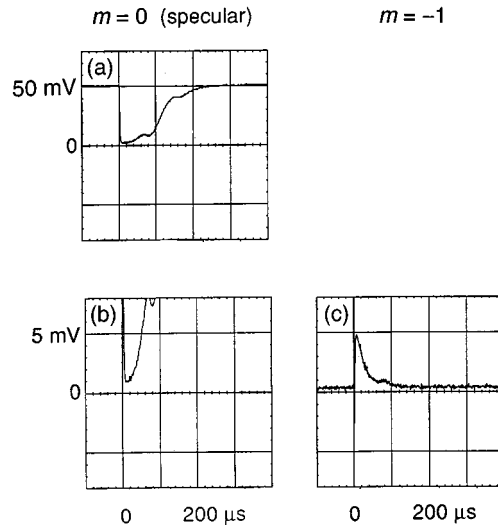 m = 0 (specular)
m = −1
(a)
50 mV
0
(b)
(c)
5 mV
0
0 200 μs
0 200 μs